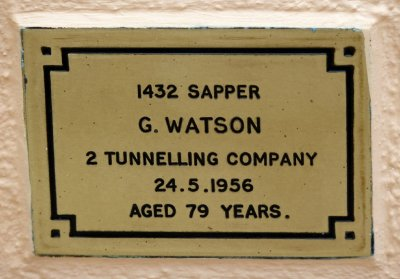 1432 SAPPER
G. WATSON
2 TUNNELLING COMPANY
24.5.1956
AGED 79 YEARS.